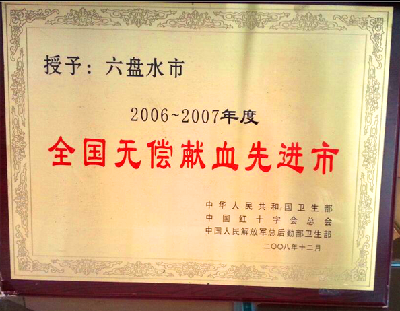 授予：六盘水市
2006~2007年度
全国无偿献血先进市
中华人民共和国卫生部
中国红十字会总会
中国人民解放军总后勤部卫生部
二〇〇八年十二月